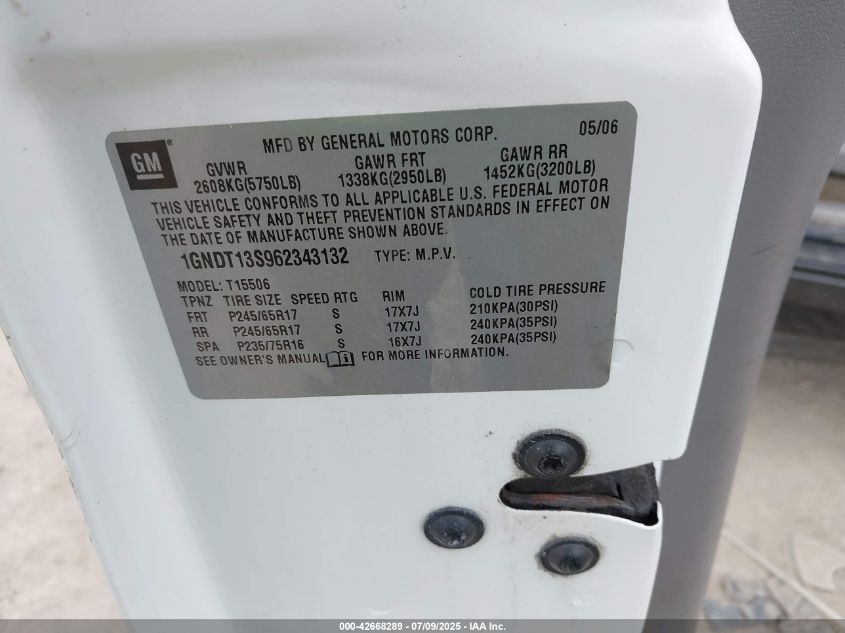 GM
MFD BY GENERAL MOTORS CORP. 05/06
GVWR GAWR FRT GAWR RR
2608KG(5750LB) 1338KG(2950LB) 1452KG(3200LB)
THIS VEHICLE CONFORMS TO ALL APPLICABLE U.S. FEDERAL MOTOR
VEHICLE SAFETY AND THEFT PREVENTION STANDARDS IN EFFECT ON
THE DATE OF MANUFACTURE SHOWN ABOVE.
1GNDT13S962343132 TYPE: M.P.V.
MODEL: T15506
TPNZ TIRE SIZE SPEED RTG RIM COLD TIRE PRESSURE
FRT P245/65R17 S 17X7J 210KPA(30PSI)
RR P245/65R17 S 17X7J 240KPA(35PSI)
SPA P235/75R16 S 16X7J 240KPA(35PSI)
SEE OWNER'S MANUAL FOR MORE INFORMATION.
000-42668289 - 07/09/2025 - IAA Inc.